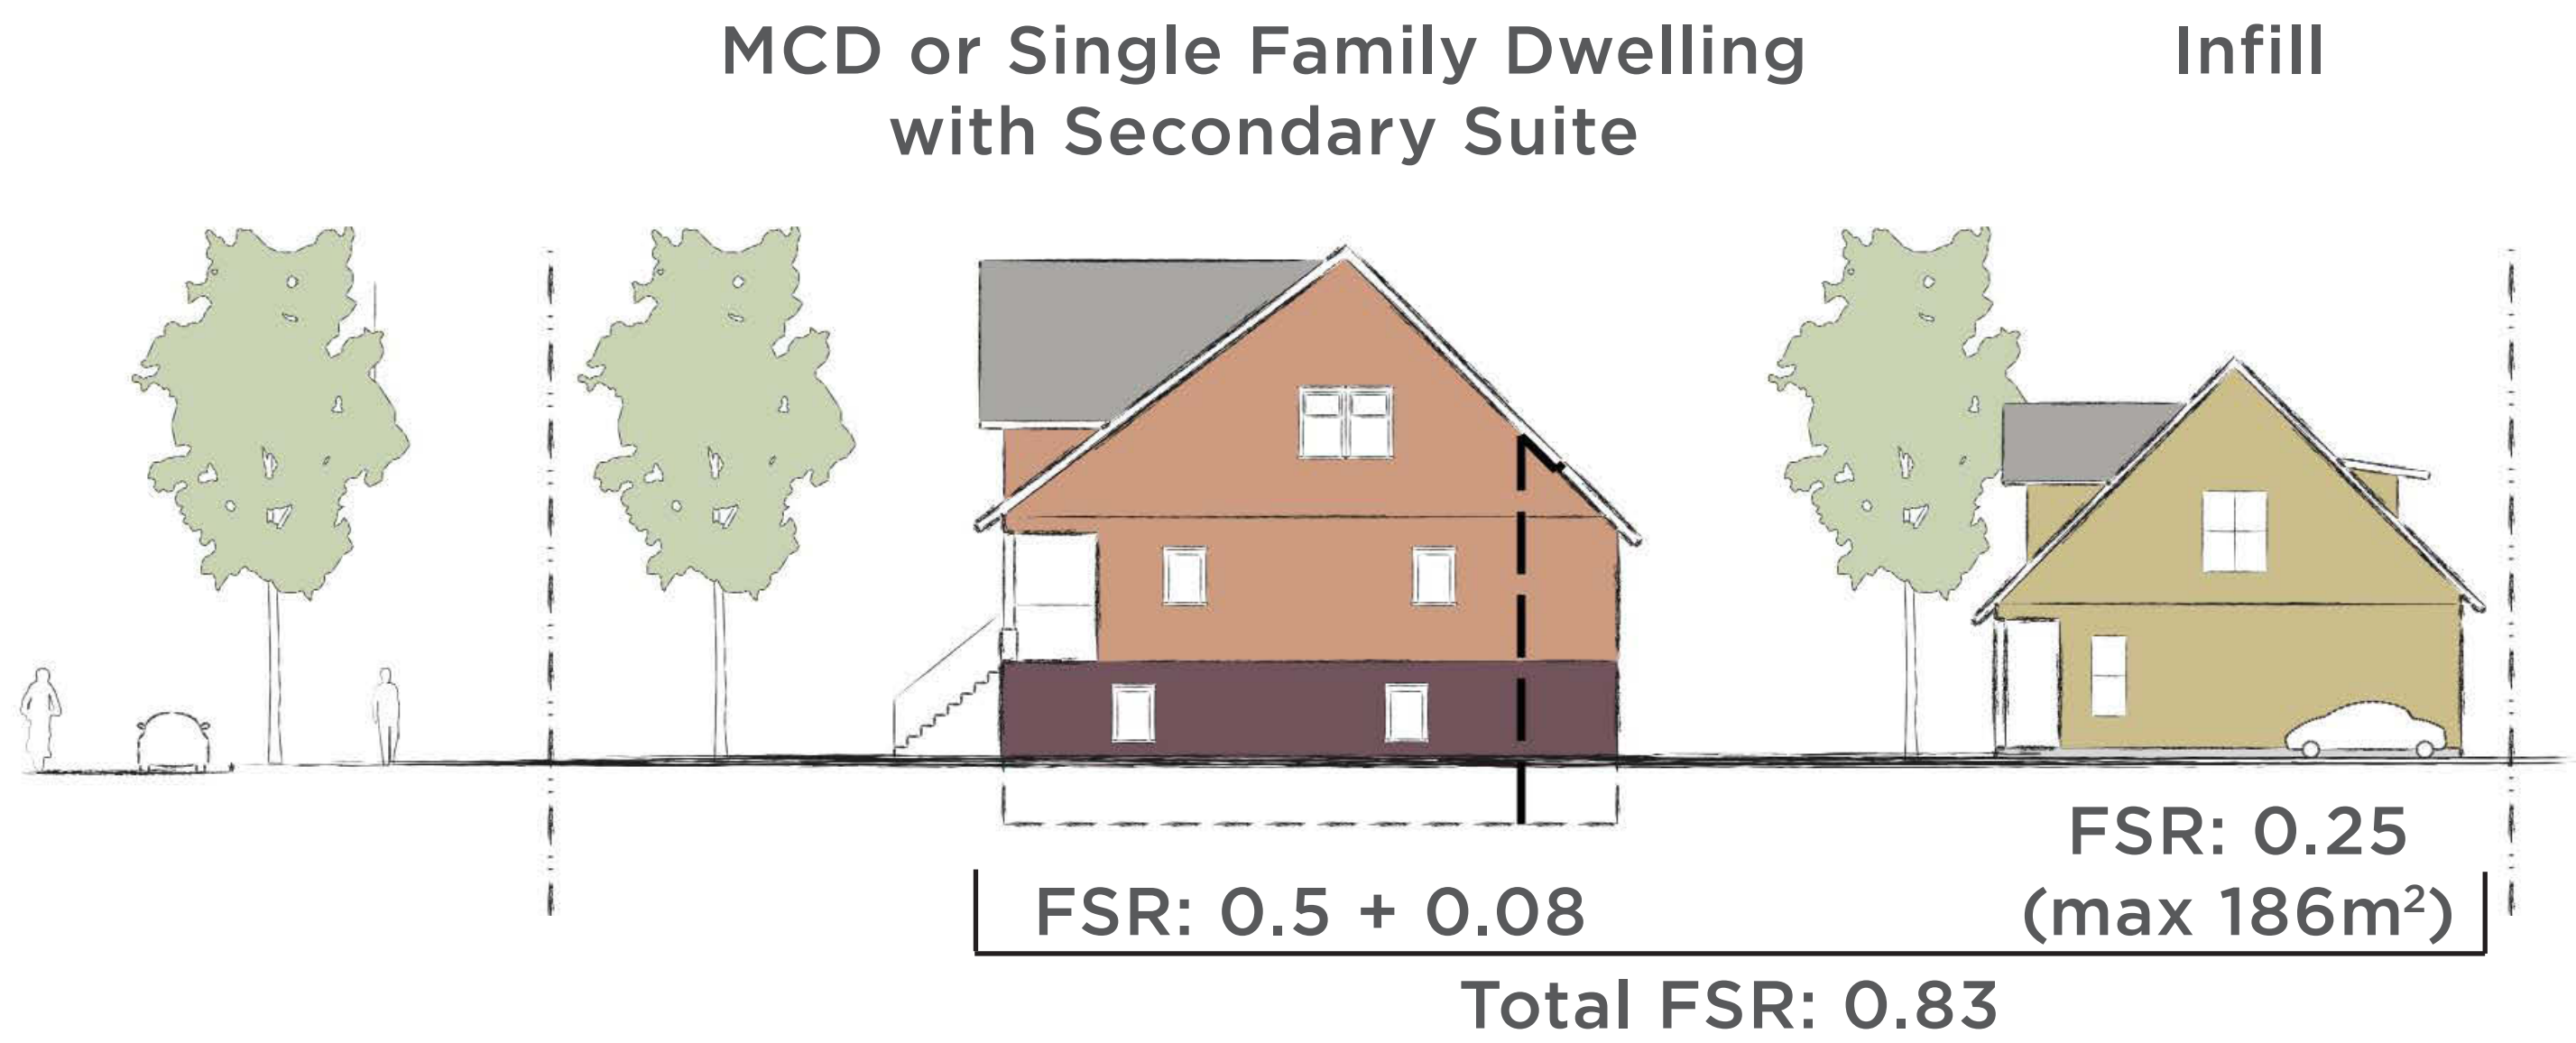 MCD or Single Family Dwelling
with Secondary Suite
Infill
FSR: 0.5 + 0.08
FSR: 0.25
(max 186m²)
Total FSR: 0.83